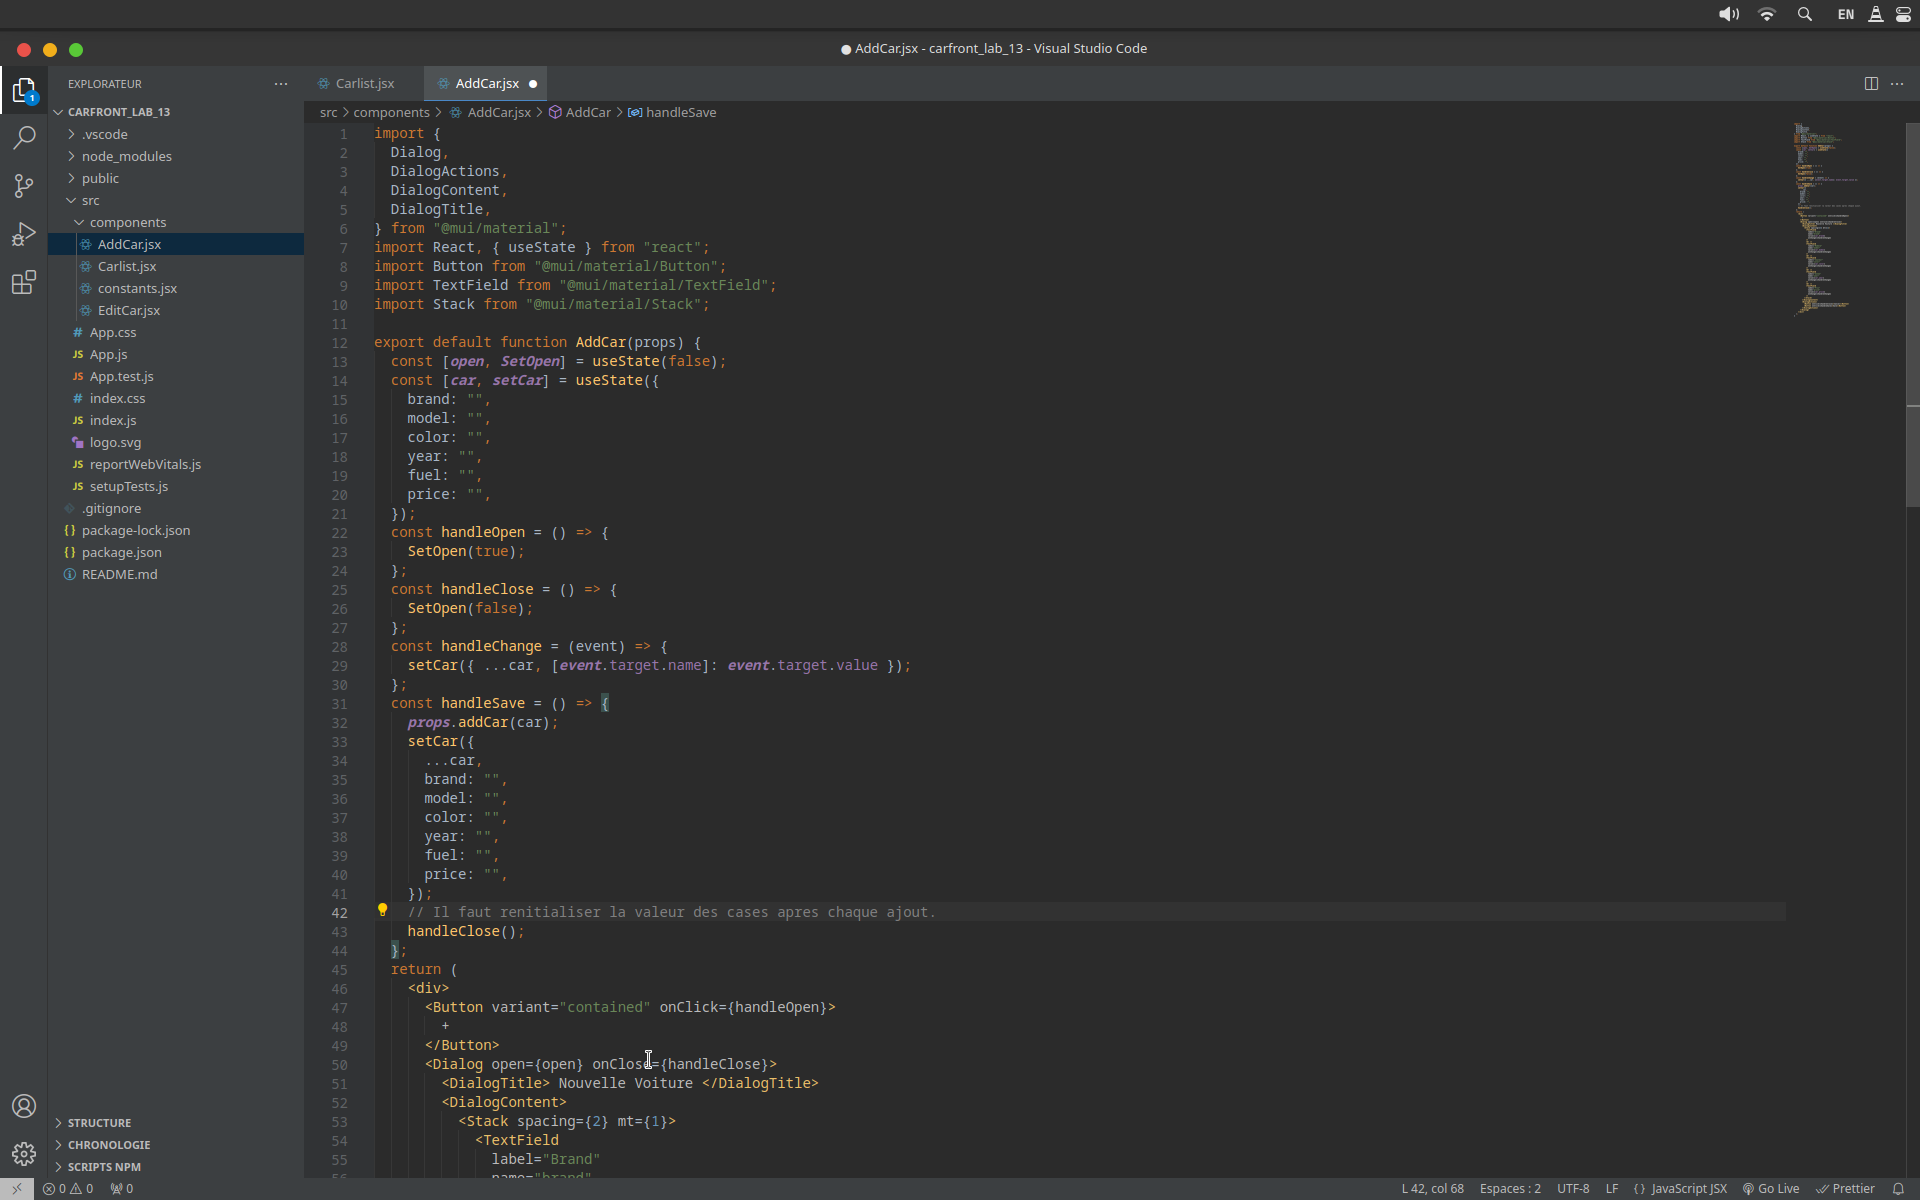 EN
AddCar.jsx - carfront_lab_13 - Visual Studio Code
EXPLORATEUR
Carlist.jsx
AddCar.jsx
src > components > AddCar.jsx > AddCar > handleSave
CARFRONT_LAB_13
.vscode
node_modules
public
src
components
AddCar.jsx
Carlist.jsx
constants.jsx
EditCar.jsx
# App.css
JS App.js
JS App.test.js
# index.css
JS index.js
logo.svg
JS reportWebVitals.js
JS setupTests.js
.gitignore
{} package-lock.json
{} package.json
README.md
STRUCTURE
CHRONOLOGIE
SCRIPTS NPM
1 import {
2 Dialog,
3 DialogActions,
4 DialogContent,
5 DialogTitle,
6 } from "@mui/material";
7 import React, { useState } from "react";
8 import Button from "@mui/material/Button";
9 import TextField from "@mui/material/TextField";
10 import Stack from "@mui/material/Stack";
11
12 export default function AddCar(props) {
13 const [open, SetOpen] = useState(false);
14 const [car, setCar] = useState({
15 brand: "",
16 model: "",
17 color: "",
18 year: "",
19 fuel: "",
20 price: "",
21 });
22 const handleOpen = () => {
23 SetOpen(true);
24 };
25 const handleClose = () => {
26 SetOpen(false);
27 };
28 const handleChange = (event) => {
29 setCar({ ...car, [event.target.name]: event.target.value });
30 };
31 const handleSave = () => {
32 props.addCar(car);
33 setCar({
34 ...car,
35 brand: "",
36 model: "",
37 color: "",
38 year: "",
39 fuel: "",
40 price: "",
41 });
42 // Il faut renitialiser la valeur des cases apres chaque ajout.
43 handleClose();
44 };
45 return (
46 <div>
47 <Button variant="contained" onClick={handleOpen}>
48 +
49 </Button>
50 <Dialog open={open} onClose={handleClose}>
51 <DialogTitle> Nouvelle Voiture </DialogTitle>
52 <DialogContent>
53 <Stack spacing={2} mt={1}>
54 <TextField
55 label="Brand"
56 name="brand"
0 0 0
L 42, col 68 Espaces : 2 UTF-8 LF {} JavaScript JSX Go Live Prettier